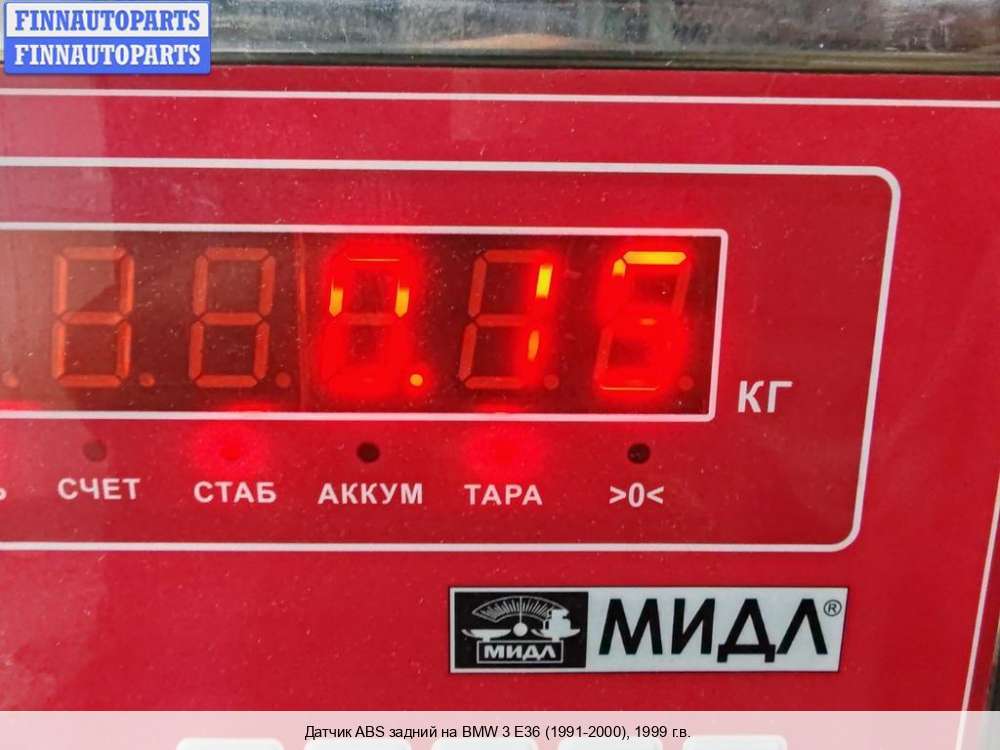 FINNAUTOPARTS
FINNAUTOPARTS
0.15
КГ
СЧЕТ СТАБ АККУМ ТАРА >0<
МИДЛ МИДЛ®
Датчик ABS задний на BMW 3 E36 (1991-2000), 1999 г.в.